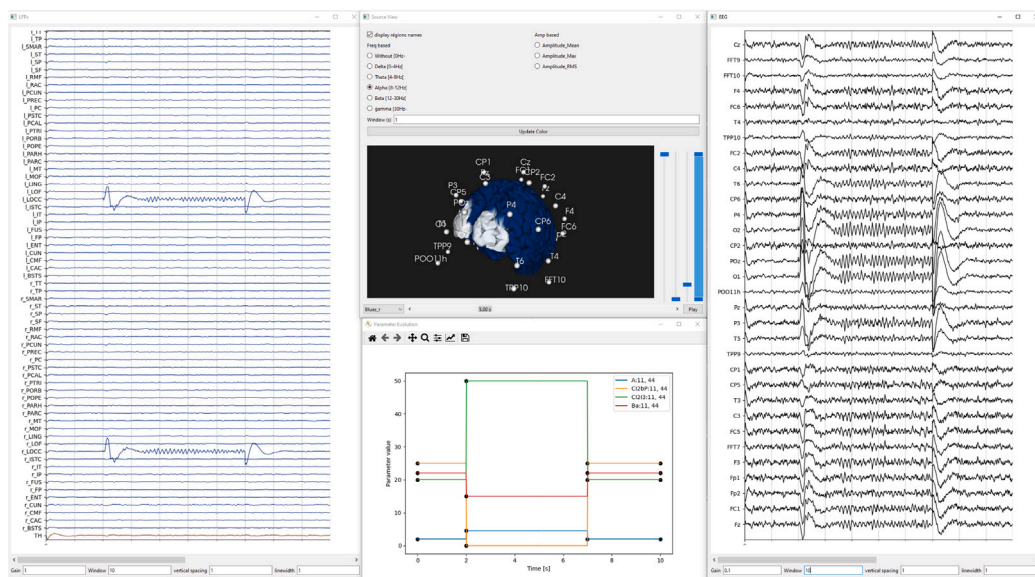 LFPs
l_TT
l_TP
l_SMAR
l_ST
l_SP
l_SF
l_RMF
l_RAC
l_PCUN
l_PREC
l_PC
l_PSTC
l_PCAL
l_PTRI
l_PORB
l_POPE
l_PARH
l_PARC
l_MT
l_MOF
l_LING
l_LOF
l_LOCC
l_ISTC
l_IT
l_IP
l_FUS
l_FP
l_ENT
l_CUN
l_CMF
l_CAC
l_BSTS
r_TT
r_TP
r_SMAR
r_ST
r_SP
r_SF
r_RMF
r_RAC
r_PCUN
r_PREC
r_PC
r_PSTC
r_PCAL
r_PTRI
r_PORB
r_POPE
r_PARH
r_PARC
r_MT
r_MOF
r_LING
r_LOF
r_LOCC
r_ISTC
r_IT
r_IP
r_FUS
r_FP
r_ENT
r_CUN
r_CMF
r_CAC
r_BSTS
TH
Gain 1 Window 10 vertical spacing 1 linewidth 1
Source View
display regions names
Freq based
Without [0Hz-
Delta [0-4Hz[
Theta [4-8Hz[
Alpha [8-12Hz[
Beta [12-30Hz[
gamma [30Hz-
Amp based
Amplitude_Mean
Amplitude_Max
Amplitude_RMS
Window (s) 1
Update Color
CP1
Cz
C3
CP2
FC2
P3
CP5
C4
P4
F4
CP6
FC6
TPP9
POO11h
T6
T4
FFT10
TPP10
Blues_r
5.00 s
Play
Parameter Evolution
A:11, 44
Cl2bP:11, 44
Cl2I3:11, 44
Ba:11, 44
Parameter value
50
40
30
20
10
0
0 2 4 6 8 10
Time [s]
EEG
Cz
FFT9
FFT10
F4
FC6
T4
TPP10
FC2
C4
T6
CP6
P4
O2
CP2
POz
O1
POO11h
Pz
P3
T5
TPP9
CP1
CP5
T3
C3
FC5
FFT7
F3
Fp1
Fp2
FC1
Fz
Gain 0.1 Window 10 vertical spacing 1 linewidth 1